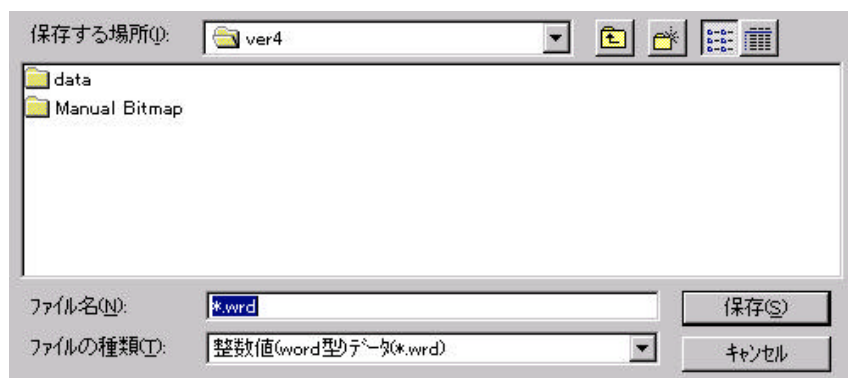 保存する場所(I): ver4
data
Manual Bitmap
ファイル名(N): *.wrd 保存(S)
ファイルの種類(T): 整数値(word型)データ(*.wrd) キャンセル